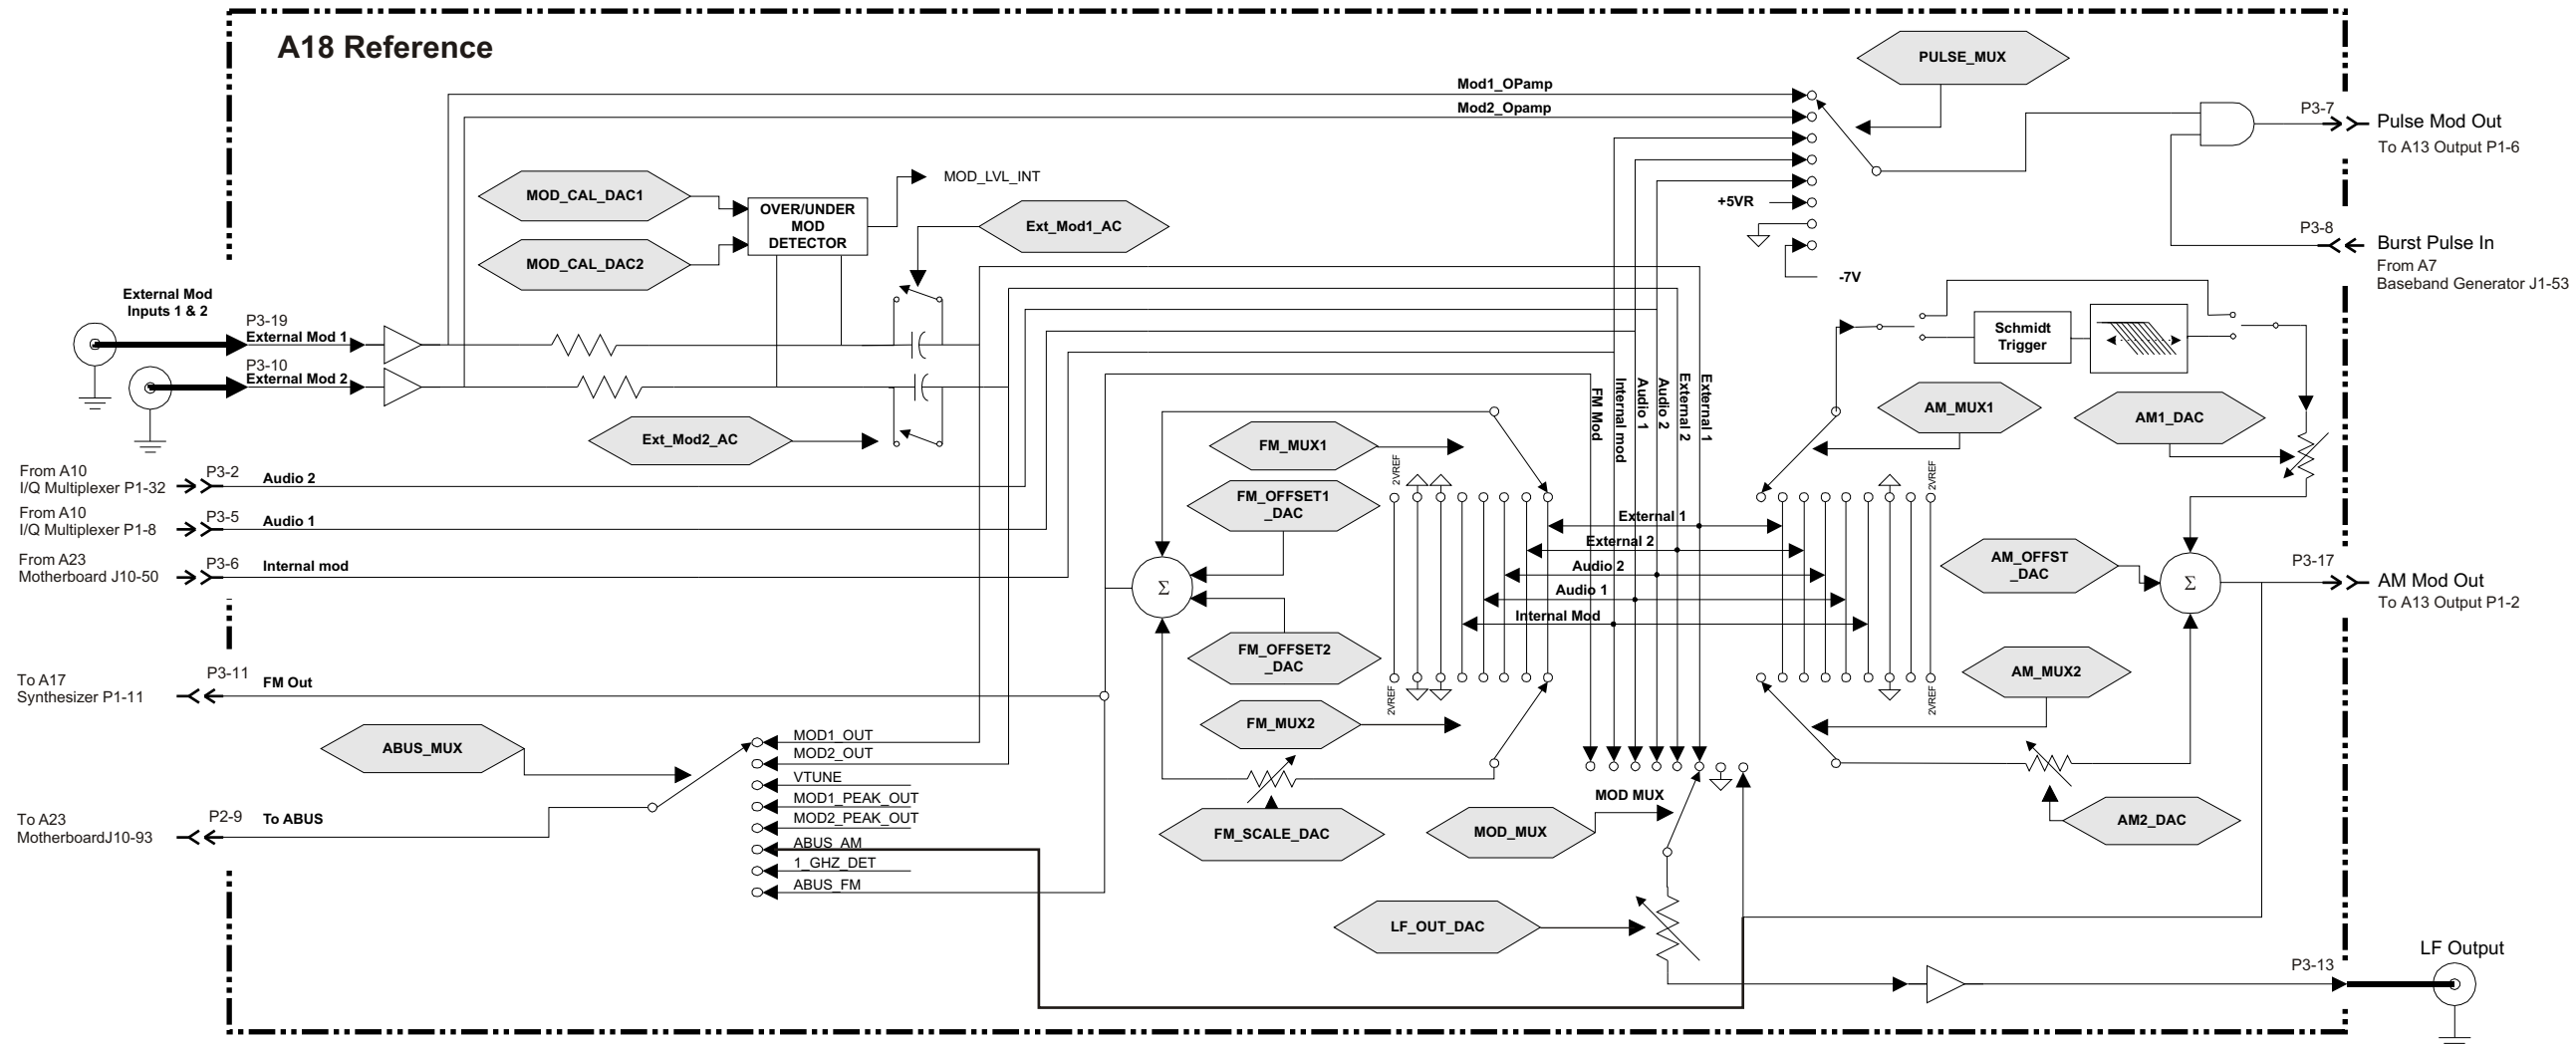 A18 Reference
PULSE_MUX
Mod1_OPamp
Mod2_Opamp
P3-7
Pulse Mod Out
To A13 Output P1-6
MOD_CAL_DAC1
MOD_LVL_INT
OVER/UNDER
MOD
DETECTOR
+5VR
Ext_Mod1_AC
P3-8
Burst Pulse In
From A7
Baseband Generator J1-53
MOD_CAL_DAC2
-7V
External Mod
Inputs 1 & 2
P3-19
External Mod 1
Schmidt
Trigger
P3-10
External Mod 2
FM Mod
Internal mod
Audio 1
Audio 2
External 2
External 1
AM_MUX1
AM1_DAC
Ext_Mod2_AC
FM_MUX1
2VREF
2VREF
From A10
I/Q Multiplexer P1-32
P3-2
Audio 2
FM_OFFSET1
_DAC
From A10
I/Q Multiplexer P1-8
P3-5
Audio 1
External 1
External 2
Audio 2
Audio 1
Internal Mod
From A23
Motherboard J10-50
P3-6
Internal mod
Σ
AM_OFFST
_DAC
Σ
P3-17
AM Mod Out
To A13 Output P1-2
FM_OFFSET2
_DAC
AM_MUX2
To A17
Synthesizer P1-11
P3-11
FM Out
2VREF
2VREF
FM_MUX2
ABUS_MUX
MOD1_OUT
MOD2_OUT
VTUNE
MOD1_PEAK_OUT
MOD2_PEAK_OUT
ABUS_AM
1_GHZ_DET
ABUS_FM
To A23
MotherboardJ10-93
P2-9
To ABUS
FM_SCALE_DAC
MOD MUX
MOD_MUX
AM2_DAC
LF_OUT_DAC
P3-13
LF Output